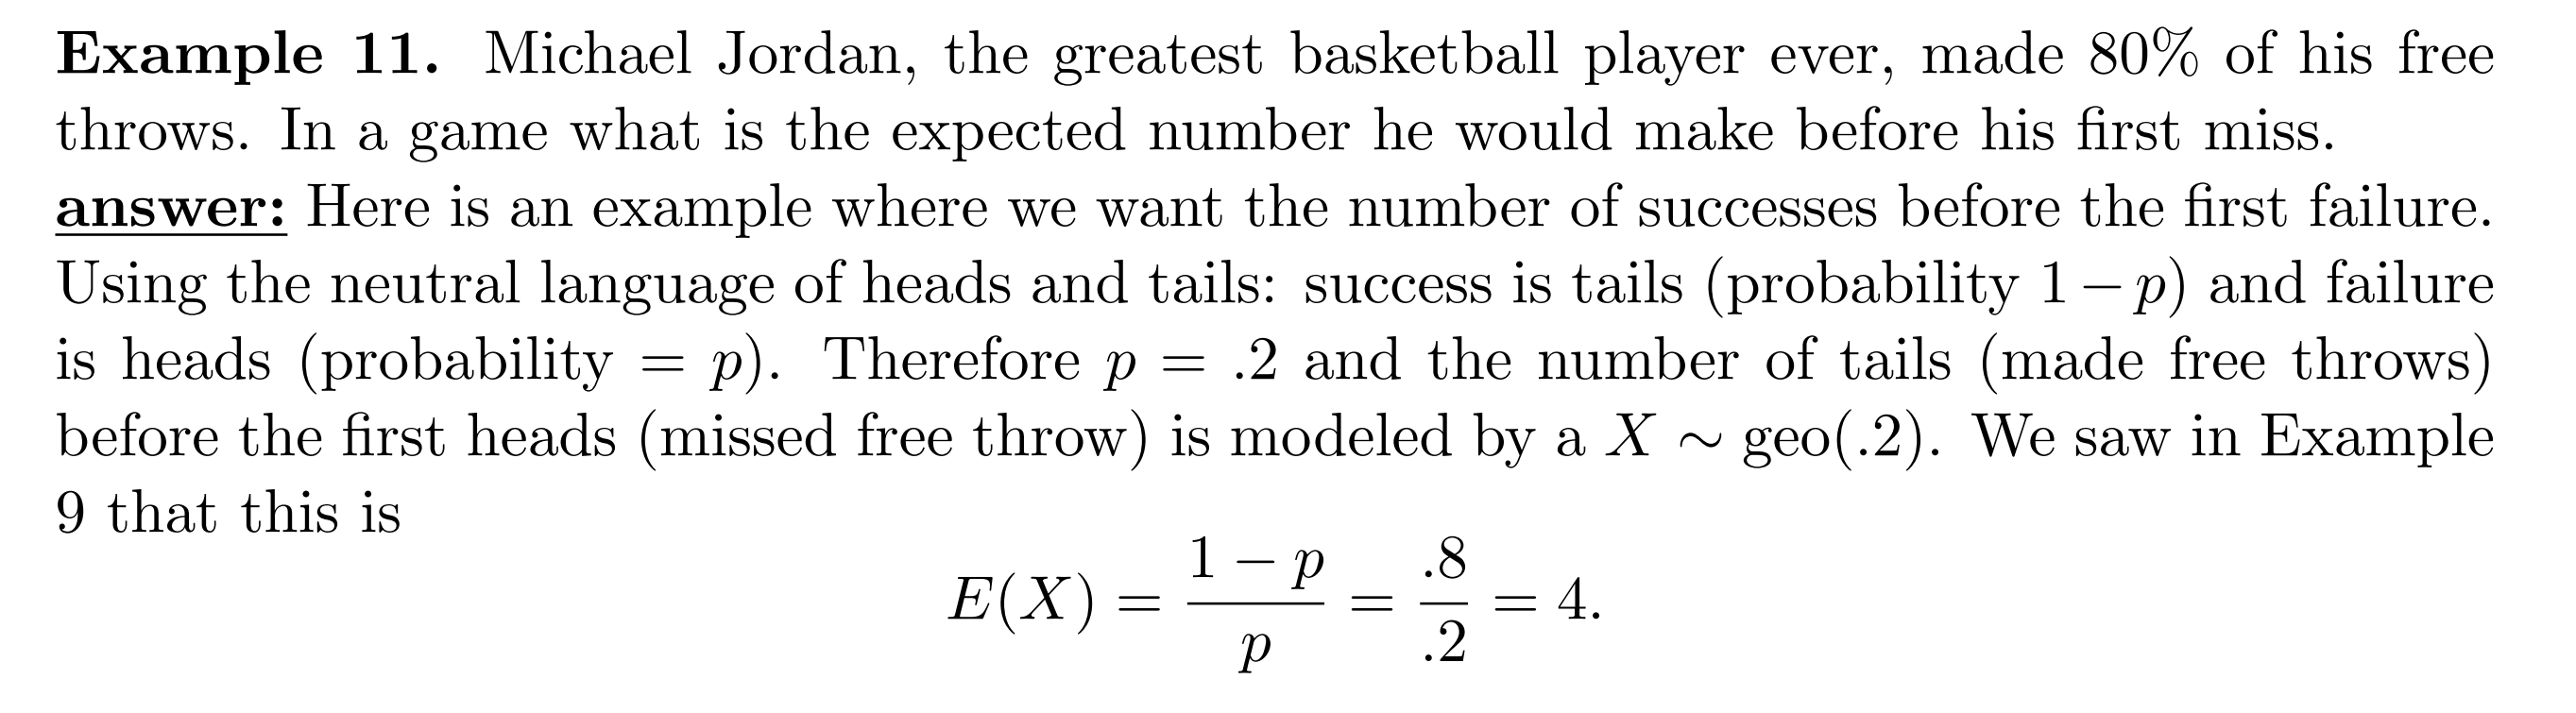 Example 11. Michael Jordan, the greatest basketball player ever, made 80% of his free
throws. In a game what is the expected number he would make before his first miss.
answer: Here is an example where we want the number of successes before the first failure.
Using the neutral language of heads and tails: success is tails (probability 1 − p) and failure
is heads (probability = p). Therefore p = .2 and the number of tails (made free throws)
before the first heads (missed free throw) is modeled by a X ∼ geo(.2). We saw in Example
9 that this is
E(X) = \frac{1 − p}{p} = \frac{.8}{.2} = 4.